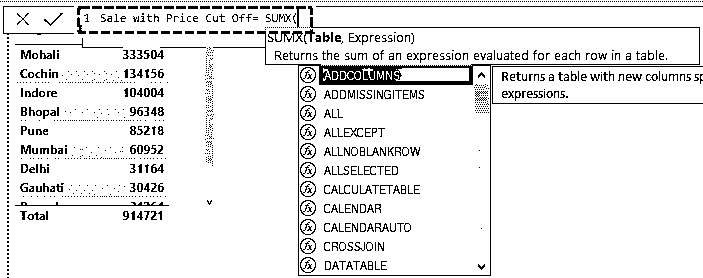 1 Sale with Price Cut Off= SUMX(
SUMX(Table, Expression)
Returns the sum of an expression evaluated for each row in a table.
Mohali 333504
Cochin 134156
Indore 104004
Bhopal 96348
Pune 85218
Mumbai 60952
Delhi 31164
Gauhati 30426
Total 914721
ADDCOLUMNS
ADDMISSINGITEMS
ALL
ALLEXCEPT
ALLNOBLANKROW
ALLSELECTED
CALCULATETABLE
CALENDAR
CALENDARAUTO
CROSSJOIN
DATATABLE
Returns a table with new columns sp
expressions.